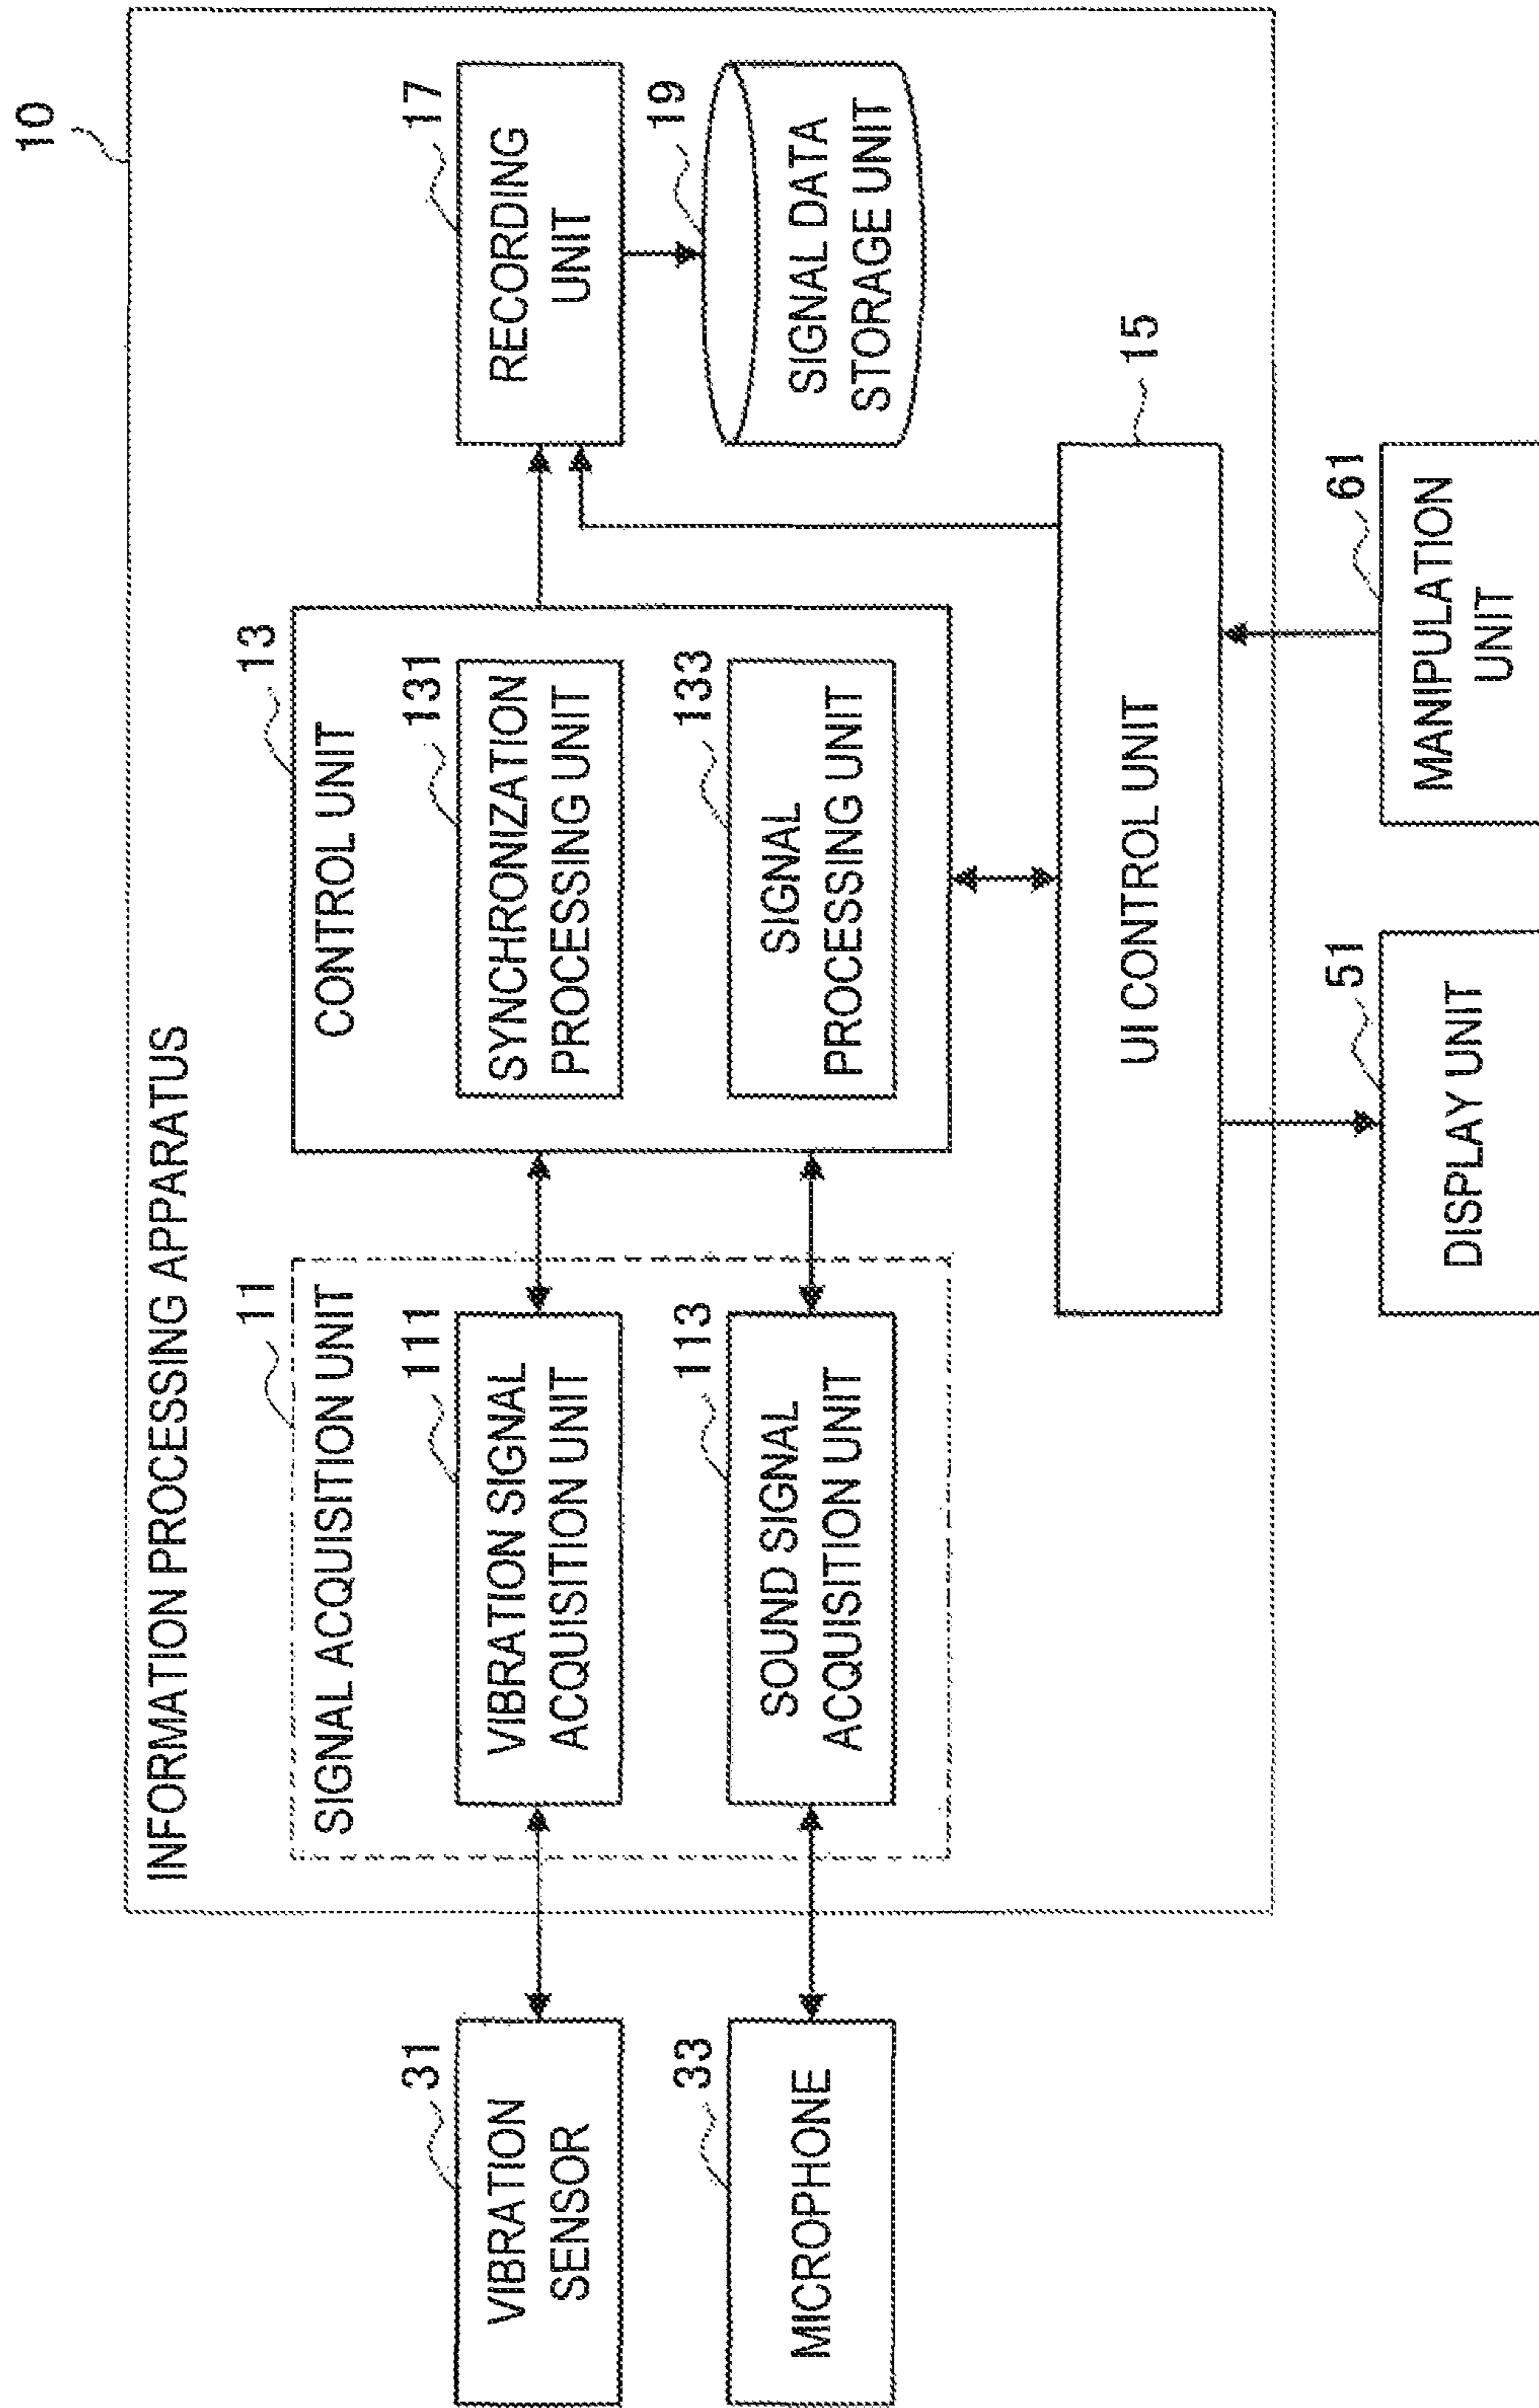 10
INFORMATION PROCESSING APPARATUS
11
SIGNAL ACQUISITION UNIT
13
CONTROL UNIT
31
VIBRATION
SENSOR
111
VIBRATION SIGNAL
ACQUISITION UNIT
131
SYNCHRONIZATION
PROCESSING UNIT
17
RECORDING
UNIT
33
MICROPHONE
113
SOUND SIGNAL
ACQUISITION UNIT
133
SIGNAL
PROCESSING UNIT
19
SIGNAL DATA
STORAGE UNIT
15
UI CONTROL UNIT
51
DISPLAY UNIT
61
MANIPULATION
UNIT